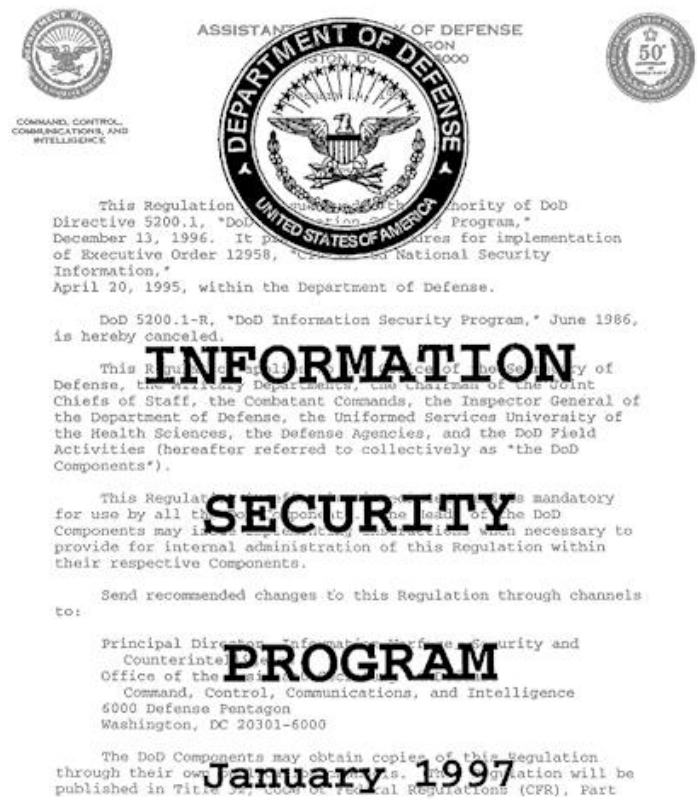 ASSISTANT SECRETARY OF DEFENSE
DEPARTMENT OF DEFENSE
UNITED STATES OF AMERICA
50
COMMAND, CONTROL,
COMMUNICATIONS, AND
INTELLIGENCE
This Regulation the authority of DoD
Directive 5200.1, "DoD Information Security Program,"
December 13, 1996. It for implementation
of Executive Order 12958, National Security
Information,"
April 20, 1995, within the Department of Defense.
DoD 5200.1-R, "DoD Information Security Program," June 1986,
is hereby canceled.
INFORMATION
This Regulation of
Defense, the Military Departments, the Chairman of the Joint
Chiefs of Staff, the Combatant Commands, the Inspector General of
the Department of Defense, the Uniformed Services University of
the Health Sciences, the Defense Agencies, and the DoD Field
Activities (hereafter referred to collectively as "the DoD
Components").
This Regulation mandatory
for use by all the of the DoD
SECURITY
Components may when necessary to
provide for internal administration of this Regulation within
their respective Components.
Send recommended changes to this Regulation through channels
to:
Principal Director, Information Warfare, Security and
Counterintelligence
PROGRAM
Office of the
Command, Control, Communications, and Intelligence
6000 Defense Pentagon
Washington, DC 20301-6000
The DoD Components may obtain copies of this Regulation
through their own The Regulation will be
January 1997
published in Title 32, Code of Federal Regulations (CFR), Part